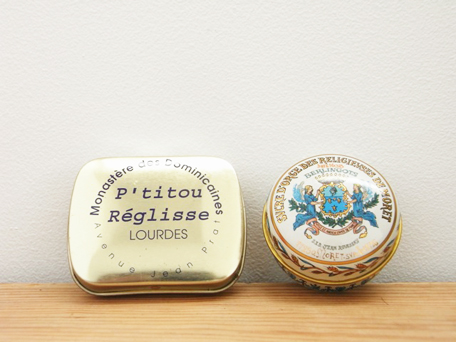 Monastère des Dominicaines
P'titou
Réglisse
LOURDES
Avenue Jean Prat
SUCRE D'ORGE DES RELIGIEUSES DE MORET
BERLINGOTS